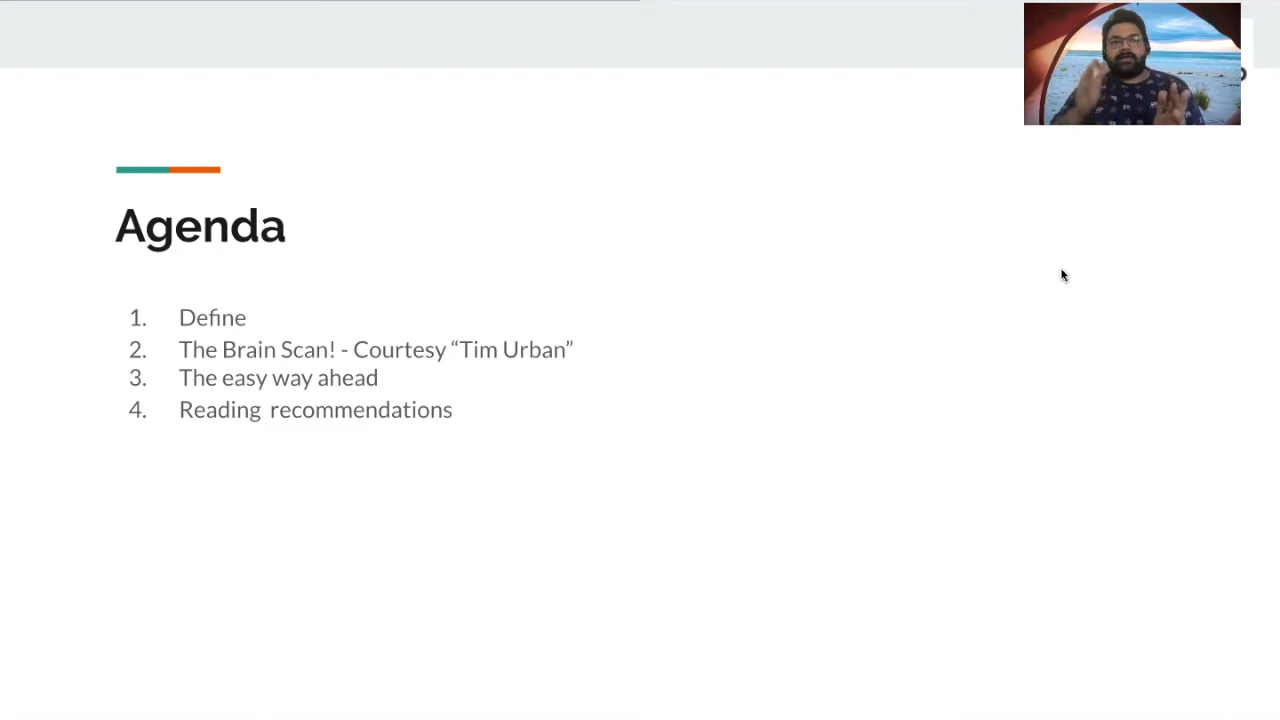 Agenda
1. Define
2. The Brain Scan! - Courtesy “Tim Urban”
3. The easy way ahead
4. Reading recommendations